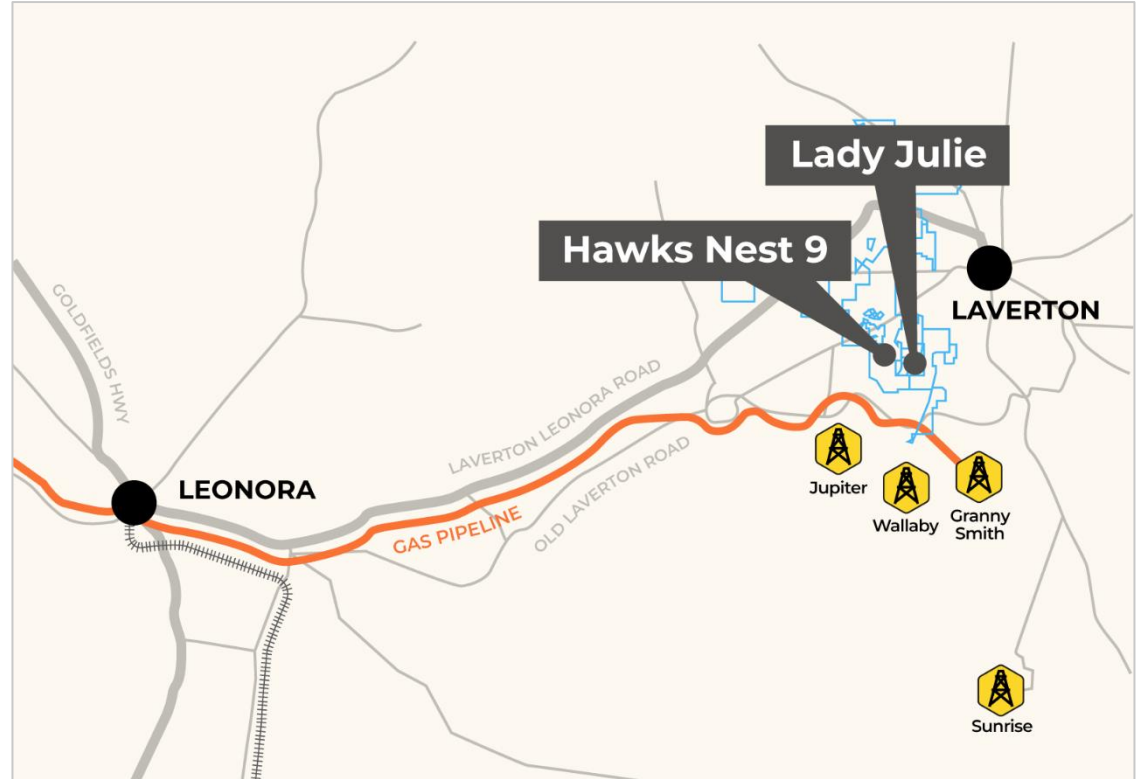 Lady Julie
Hawks Nest 9
LAVERTON
GOLDFIELDS HWY
LAVERTON LEONORA ROAD
OLD LAVERTON ROAD
GAS PIPELINE
LEONORA
Jupiter
Wallaby
Granny
Smith
Sunrise